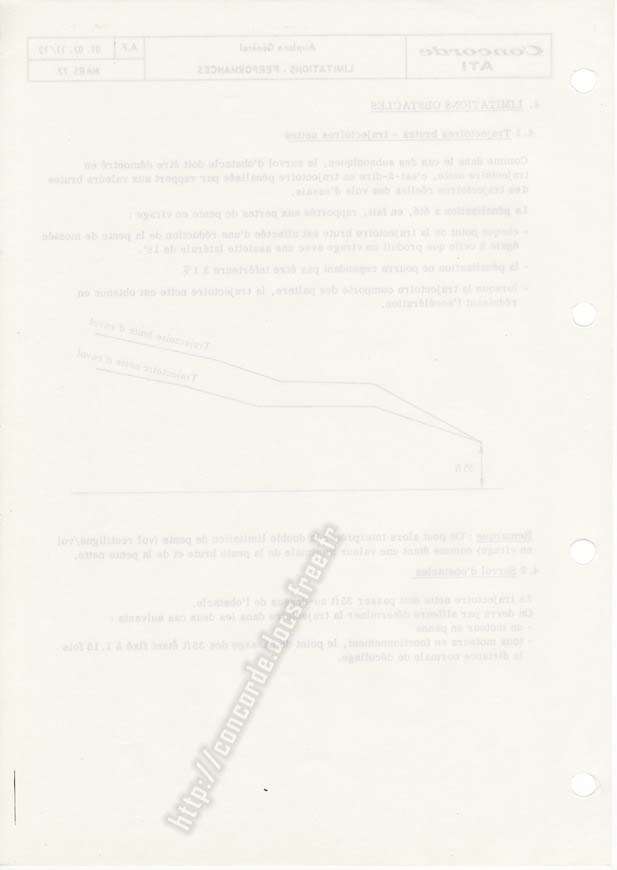 Concorde
ATI
Airplane Général
LIMITATIONS - PERFORMANCES
A.F.
MARS 77
4. LIMITATIONS OBSTACLES
4.1 Trajectoires brutes - trajectoires nettes
Comme dans le cas des subsoniques, le survol d'obstacle doit être démontré en
trajectoire nette, c'est-à-dire en trajectoire pénalisée par rapport aux valeurs brutes
des trajectoires réelles des vols d'essais.
La pénalisation a été, en fait, rapportée aux pertes de pente en virage :
- chaque point de la trajectoire brute est affectée d'une réduction de la pente de montée
égale à celle que produit un virage avec une assiette latérale de 15°.
- la pénalisation ne pourra cependant pas être inférieure à 1 %
- lorsque la trajectoire comporte des paliers, la trajectoire nette est obtenue en
réduisant l'accélération.
Trajectoire brute d'envol
Trajectoire nette d'envol
35 ft
Remarque : On peut alors la double limitation de pente (vol rectiligne/vol
en virage) comme étant une valeur de la pente brute et de la pente nette.
4.2 Survol d'obstacles
La trajectoire nette doit passer 35ft au-dessus de l'obstacle.
On devra par ailleurs déterminer la trajectoire dans les deux cas suivants :
- un moteur en panne
- tous moteurs en fonctionnement, le point de passage des 35ft étant fixé à 1.15 fois
la distance normale de décollage.
http://concorde.docs.free.fr